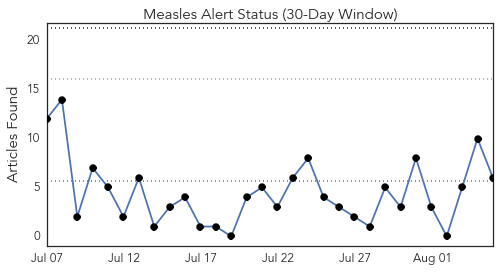 Measles Alert Status (30-Day Window)
Articles Found
20
15
10
5
0
Jul 07 Jul 12 Jul 17 Jul 22 Jul 27 Aug 01